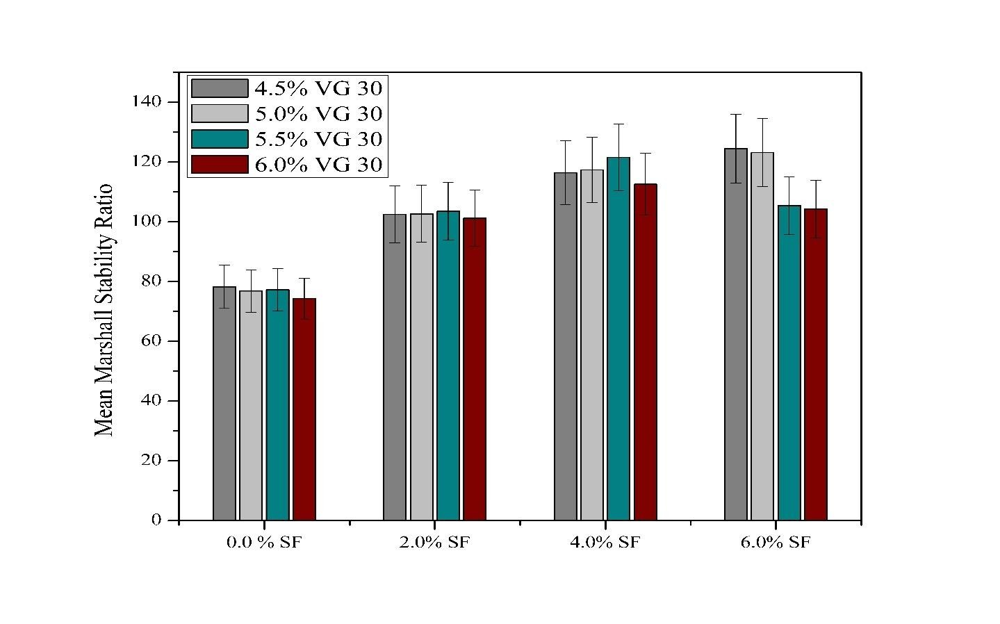 4.5% VG 30
5.0% VG 30
5.5% VG 30
6.0% VG 30
Mean Marshall Stability Ratio
140
120
100
80
60
40
20
0
0.0 % SF 2.0% SF 4.0% SF 6.0% SF